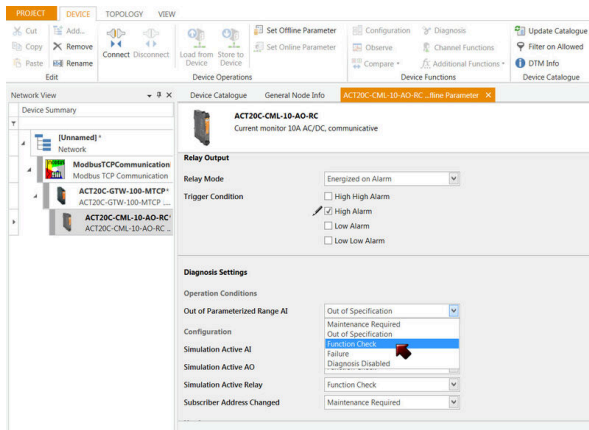 PROJECT DEVICE TOPOLOGY VIEW
Cut Add... Connect Disconnect Load from Device Store to Device Set Offline Parameter Configuration Diagnosis Update Catalogue
Copy Remove Set Online Parameter Observe Channel Functions Filter on Allowed
Paste Rename Compare Additional Functions DTM Info
Edit Device Operations Device Functions Device Catalogue
Network View Device Catalogue General Node Info ACT20C-CML-10-AO-RC ...ffline Parameter
Device Summary
[Unnamed]*
Network
ModbusTCPCommunication
Modbus TCP Communication
ACT20C-GTW-100-MTCP*
ACT20C-GTW-100-MTCP ...
ACT20C-CML-10-AO-RC*
ACT20C-CML-10-AO-RC ...
ACT20C-CML-10-AO-RC
Current monitor 10A AC/DC, communicative
Relay Output
Relay Mode Energized on Alarm
Trigger Condition High High Alarm
High Alarm
Low Alarm
Low Low Alarm
Diagnosis Settings
Operation Conditions
Out of Parameterized Range AI Out of Specification
Maintenance Required
Out of Specification
Function Check
Failure
Diagnosis Disabled
Configuration
Simulation Active AI
Simulation Active AO
Simulation Active Relay Function Check
Subscriber Address Changed Maintenance Required